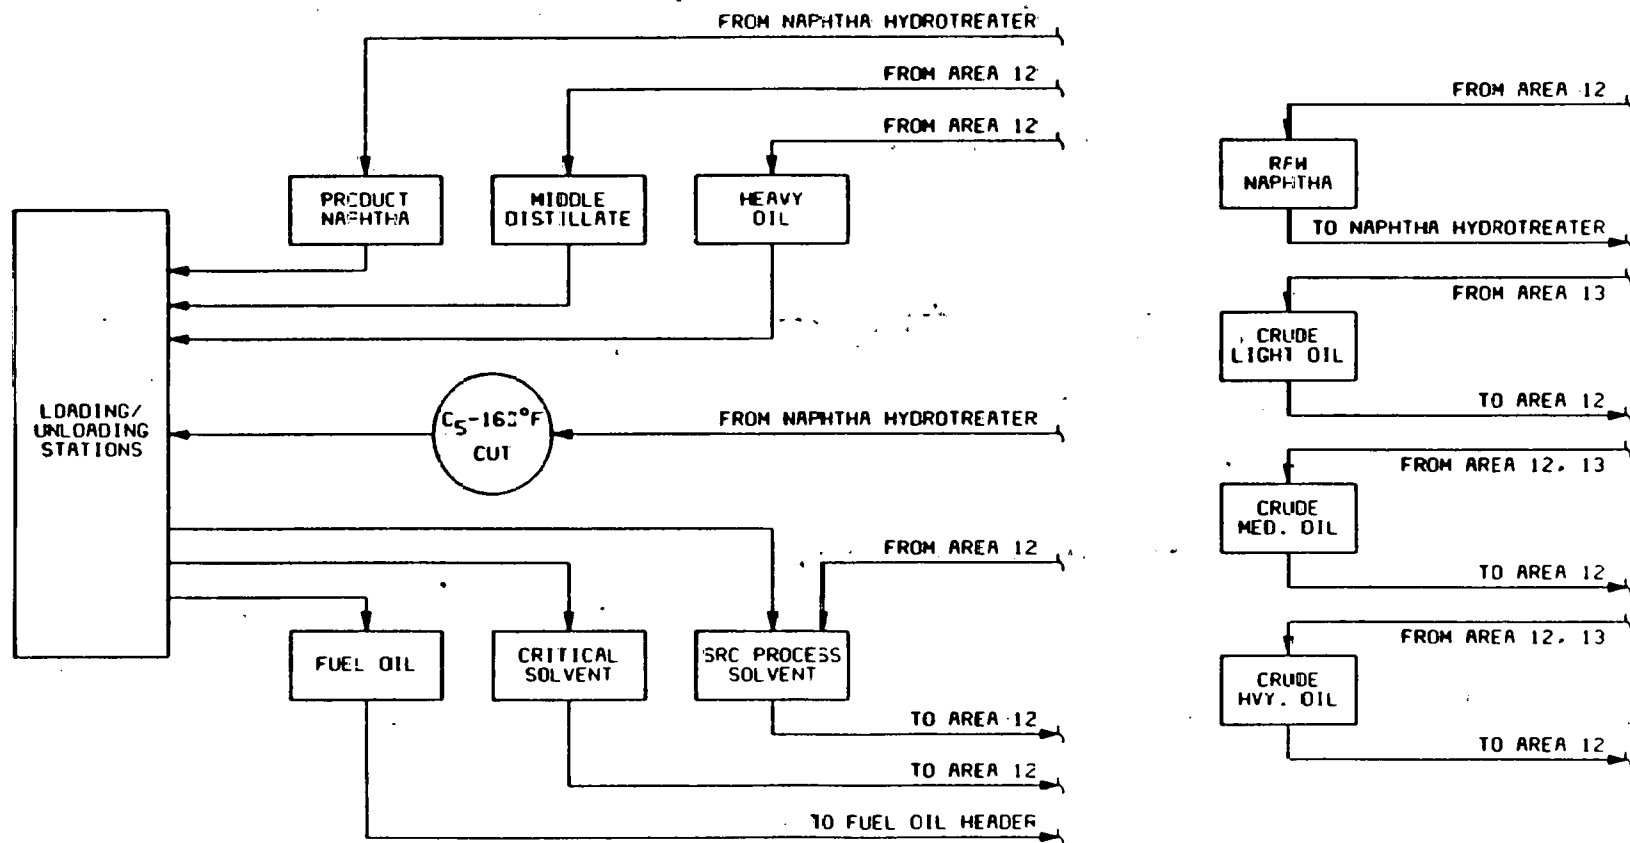 FROM NAPHTHA HYDROTREATER
FROM AREA 12
FROM AREA 12
PRODUCT
NAPHTHA
MIDDLE
DISTILLATE
HEAVY
OIL
LOADING/
UNLOADING
STATIONS
CUT
FROM NAPHTHA HYDROTREATER
FROM AREA 12
FUEL OIL
CRITICAL
SOLVENT
SRC PROCESS
SOLVENT
TO AREA 12
TO AREA 12
TO FUEL OIL HEADER
FROM AREA 12
RAW
NAPHTHA
TO NAPHTHA HYDROTREATER
FROM AREA 13
CRUDE
LIGHT OIL
TO AREA 12
FROM AREA 12, 13
CRUDE
MED. OIL
TO AREA 12
FROM AREA 12, 13
CRUDE
HVY. OIL
TO AREA 12